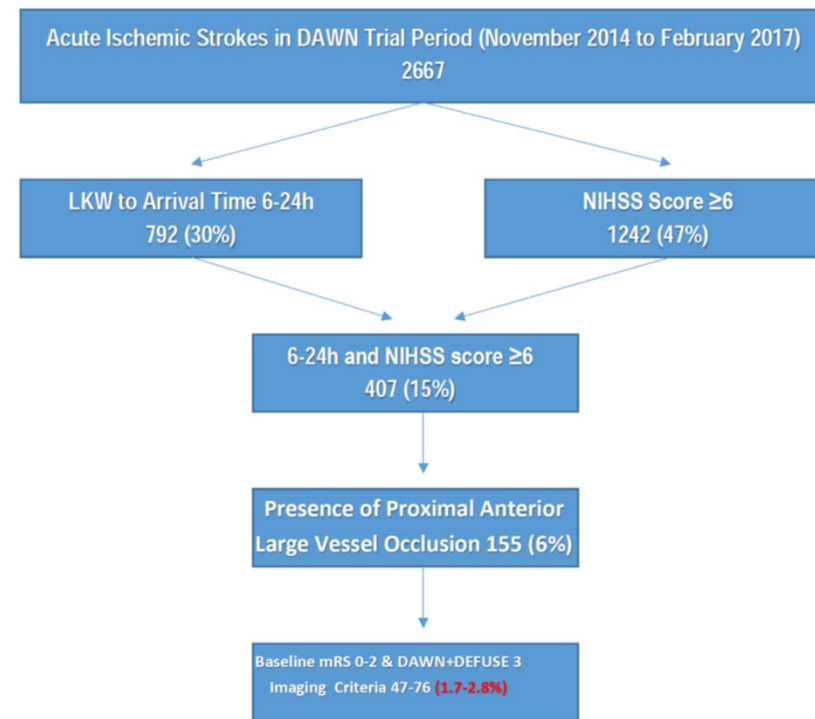 Acute Ischemic Strokes in DAWN Trial Period (November 2014 to February 2017)
2667
LKW to Arrival Time 6-24h
792 (30%)
NIHSS Score ≥6
1242 (47%)
6-24h and NIHSS score ≥6
407 (15%)
Presence of Proximal Anterior
Large Vessel Occlusion 155 (6%)
Baseline mRS 0-2 & DAWN+DEFUSE 3
Imaging Criteria 47-76 (1.7-2.8%)